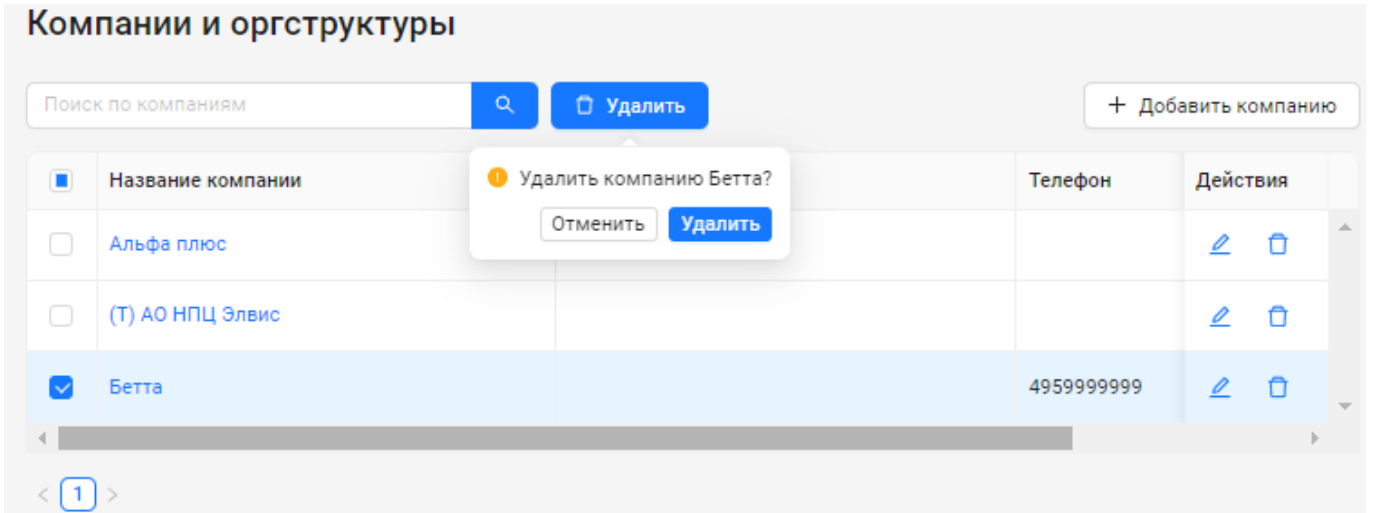 Компании и оргструктуры
Поиск по компаниям Удалить + Добавить компанию
Название компании Телефон Действия
Удалить компанию Бетта?
Отменить Удалить
Альфа плюс
(Т) АО НПЦ Элвис
Бетта 4959999999
< 1 >